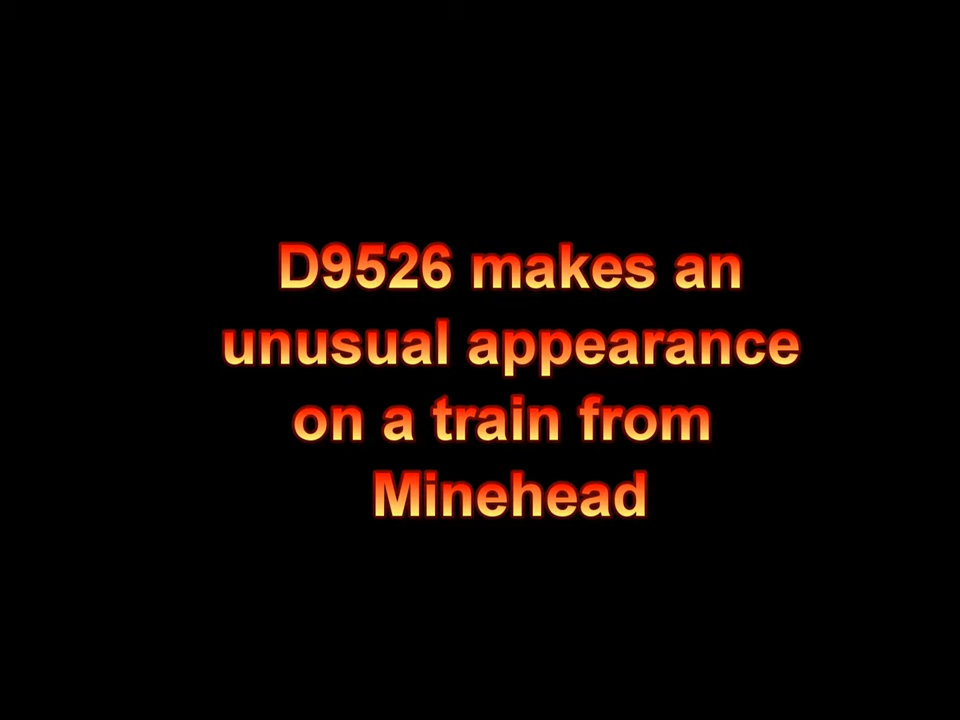 D9526 makes an
unusual appearance
on a train from
Minehead